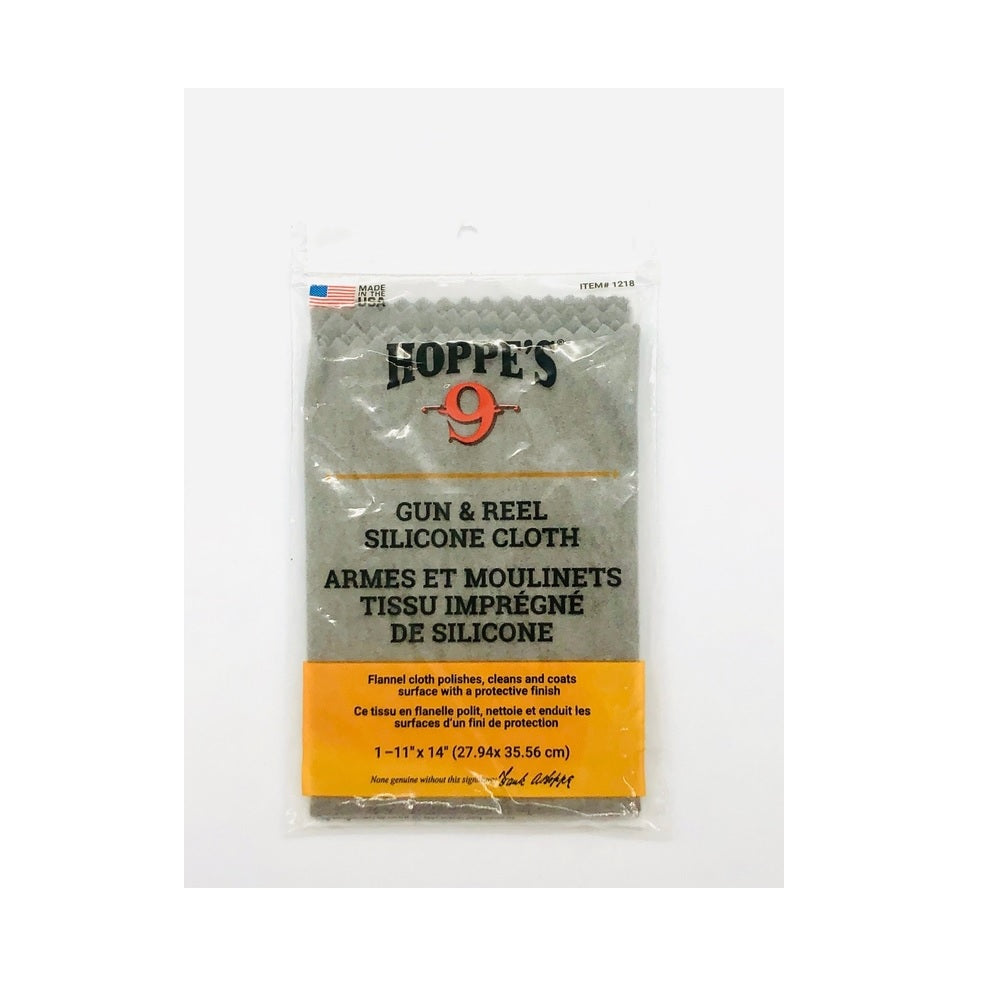 MADE
IN THE
USA
ITEM# 1218
HOPPE'S®
9
GUN & REEL
SILICONE CLOTH
ARMES ET MOULINETS
TISSU IMPRÉGNÉ
DE SILICONE
Flannel cloth polishes, cleans and coats
surface with a protective finish
Ce tissu en flanelle polit, nettoie et enduit les
surfaces d'un fini de protection
1–11" x 14" (27.94x 35.56 cm)
None genuine without this signature Frank A Hoppe